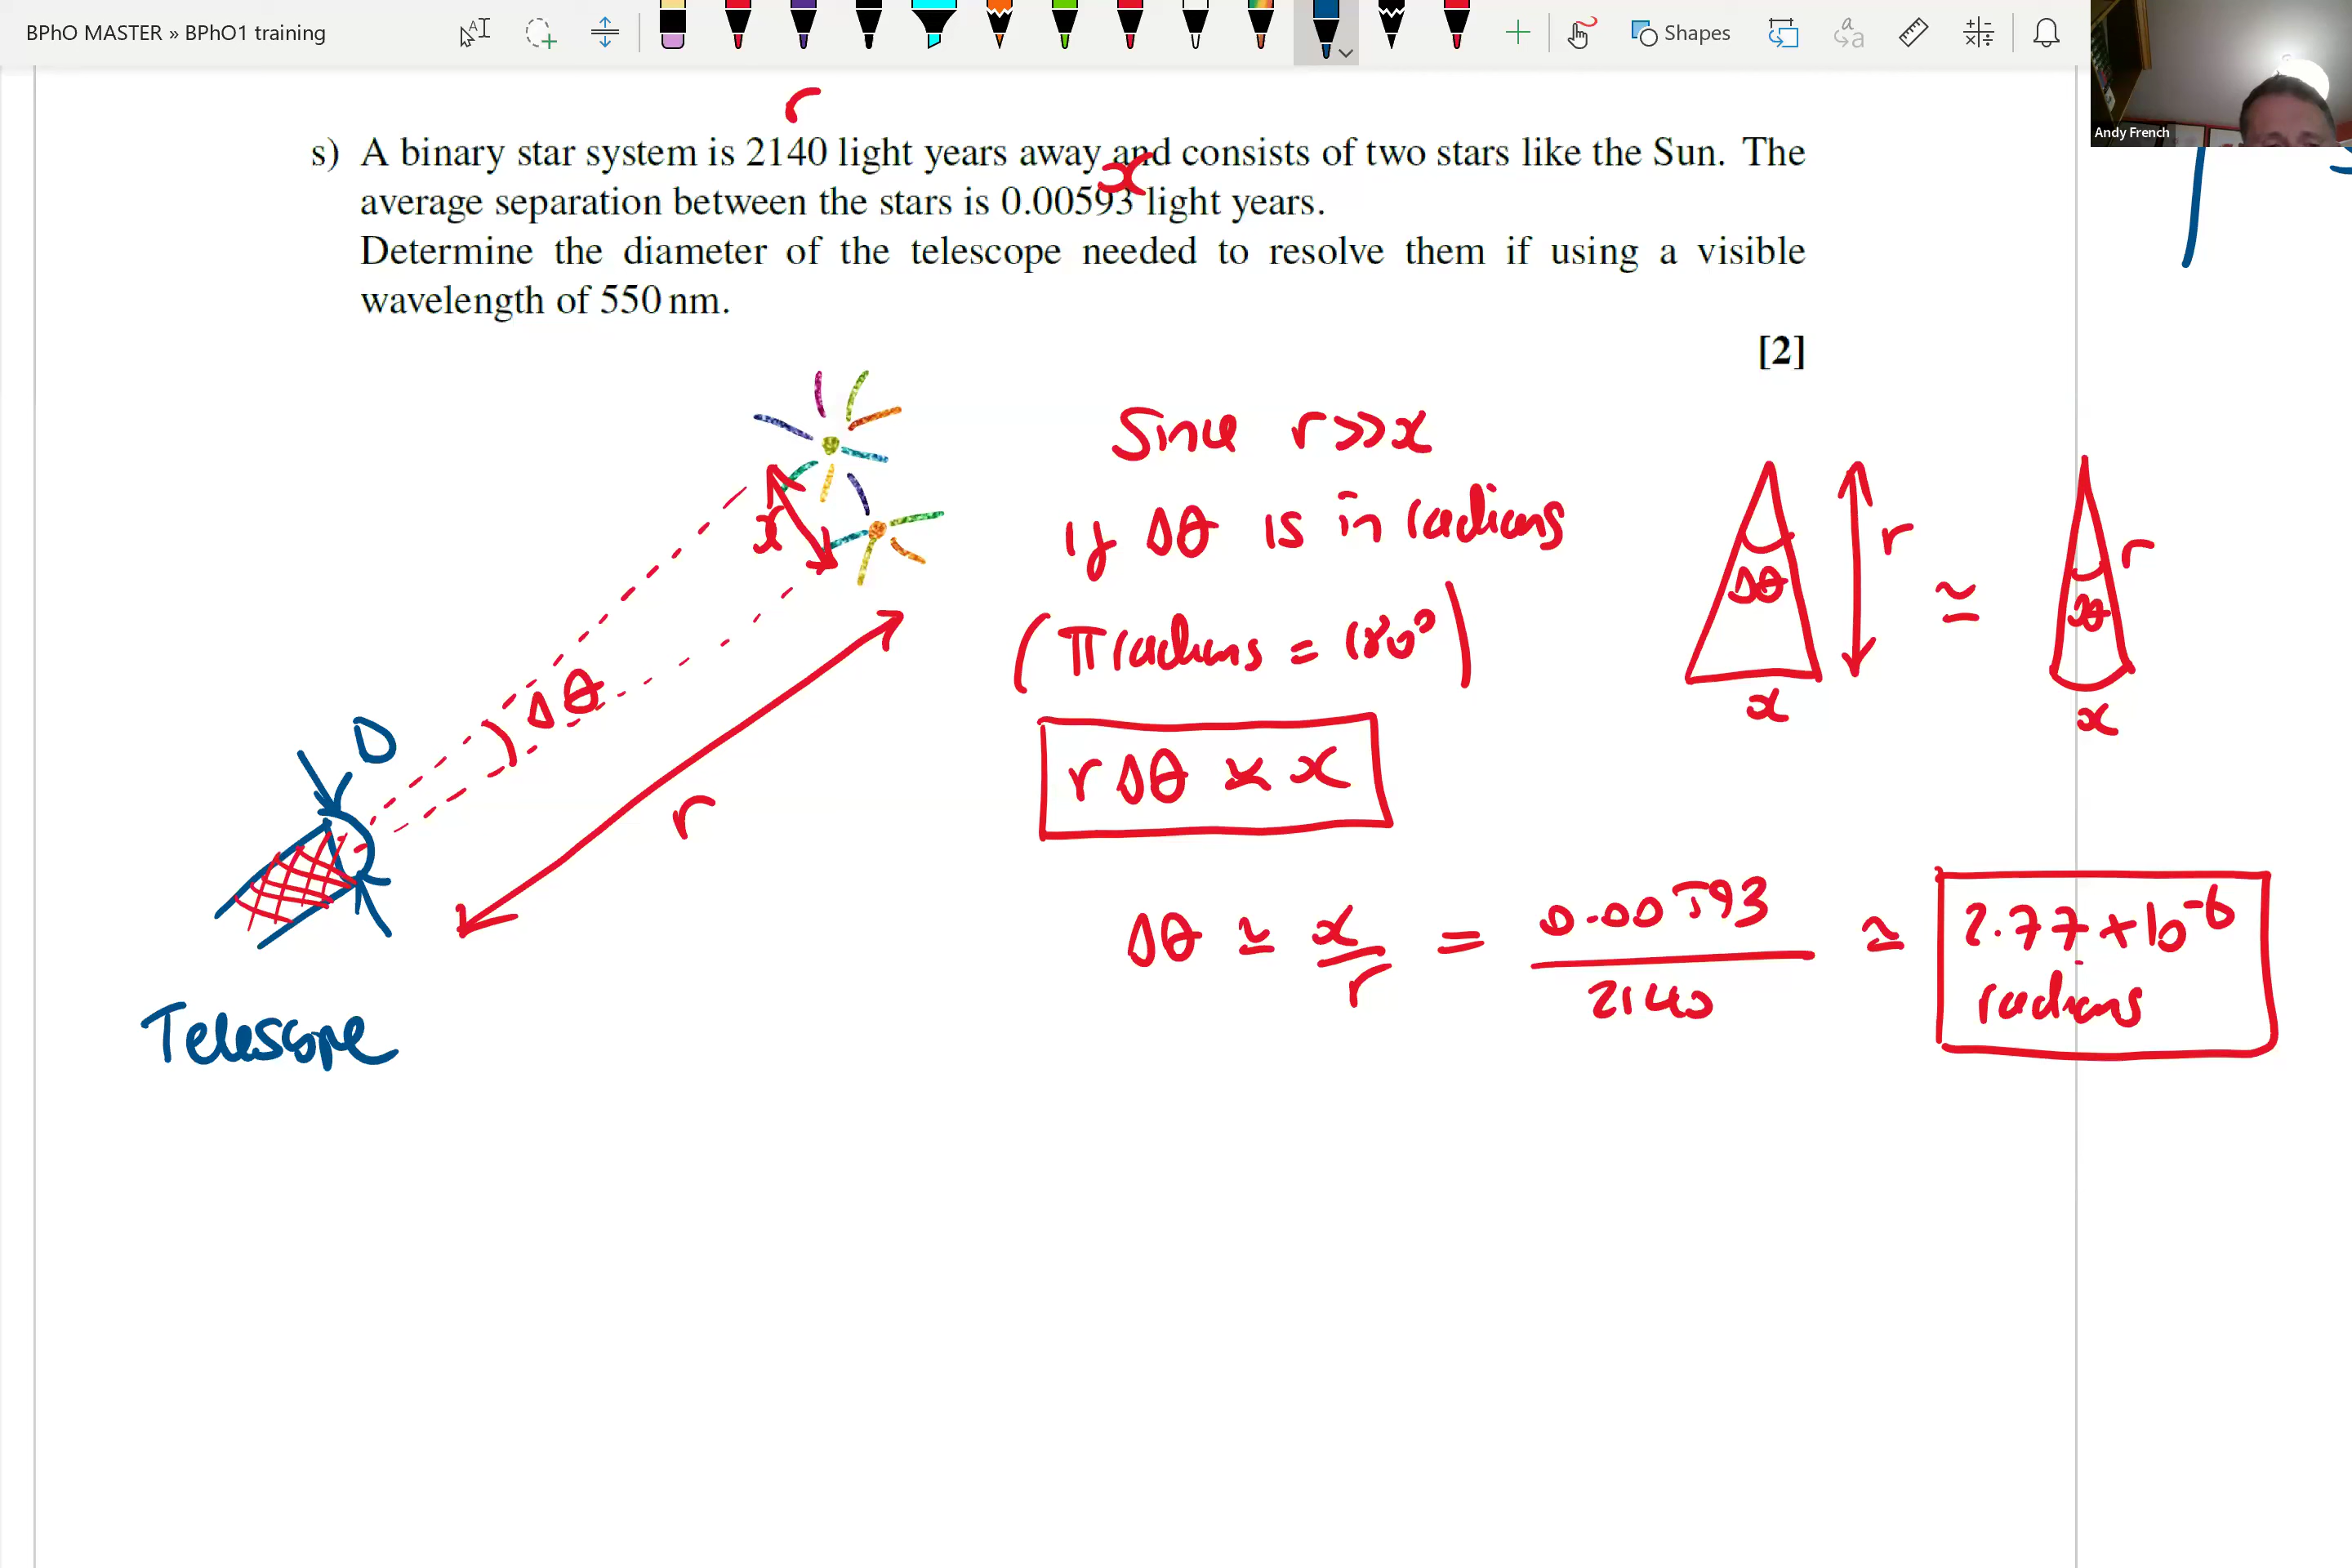 BPhO MASTER » BPhO1 training
Shapes
Andy French
r
s) A binary star system is 2140 light years away and consists of two stars like the Sun. The
x
average separation between the stars is 0.00593 light years.
Determine the diameter of the telescope needed to resolve them if using a visible
wavelength of 550 nm.
[2]
Since r>>x
x
if Δθ is in radians
r
r
Δθ
Δθ
(π radians = 180°)
Δθ
x
x
D
rΔθ ≈ x
r
Δθ ≃ x/r = 0.00593/2140 ≃ 2.77×10⁻⁶
radians
Telescope